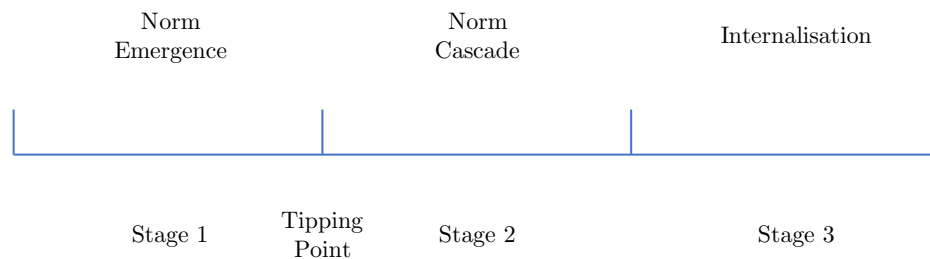 Norm
Emergence
Norm
Cascade
Internalisation
Stage 1
Tipping
Point
Stage 2
Stage 3